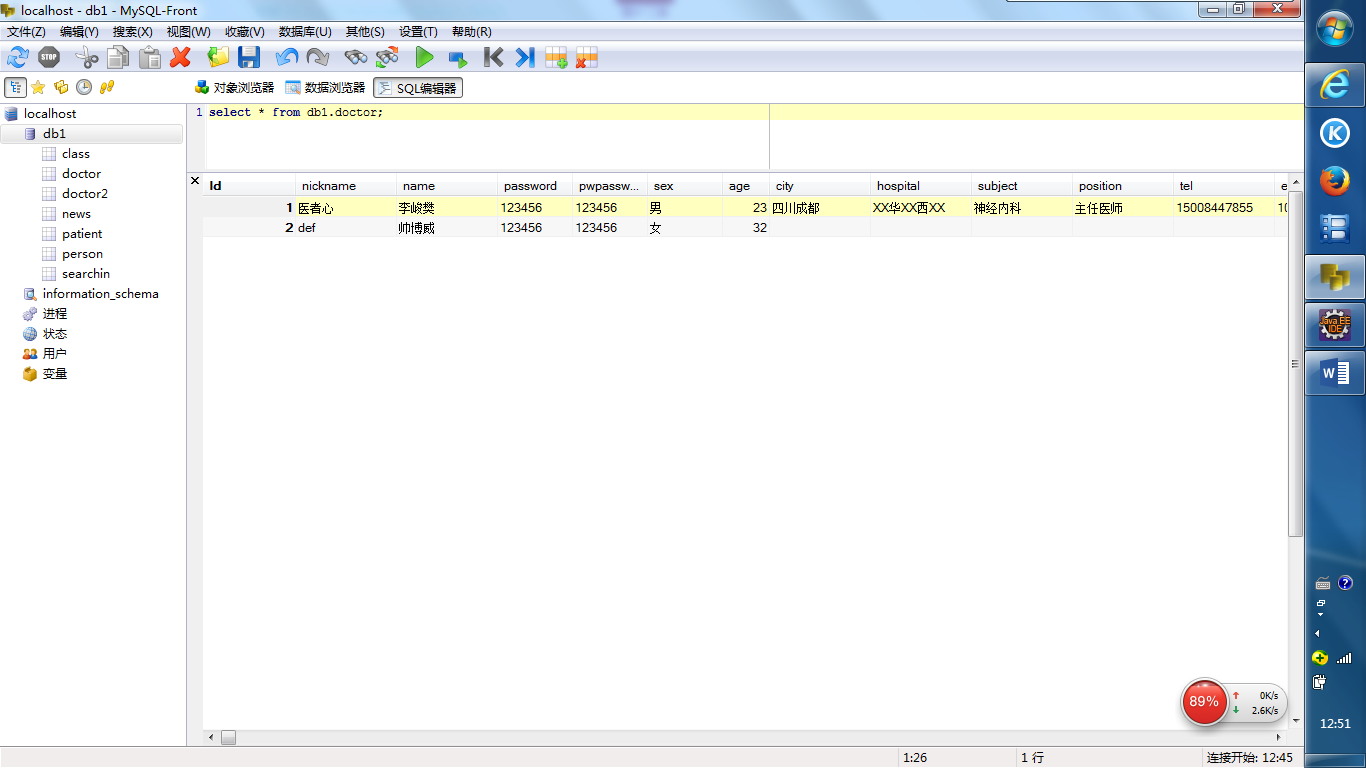 localhost - db1 - MySQL-Front
文件(Z) 编辑(Y) 搜索(X) 视图(W) 收藏(V) 数据库(U) 其他(S) 设置(T) 帮助(R)
STOP
对象浏览器 数据浏览器 SQL编辑器
localhost
db1
class
doctor
doctor2
news
patient
person
searchin
information_schema
进程
状态
用户
变量
1 select * from db1.doctor;
Id nickname name password pwpassw... sex age city hospital subject position tel e
1 医者心 李峻樊 123456 123456 男 23 四川成都 XX华XX西XX 神经内科 主任医师 15008447855 10
2 def 帅博威 123456 123456 女 32
K
Java EE
IDE
W
89%
0K/s
2.6K/s
12:51
1:26 1 行 连接开始: 12:45